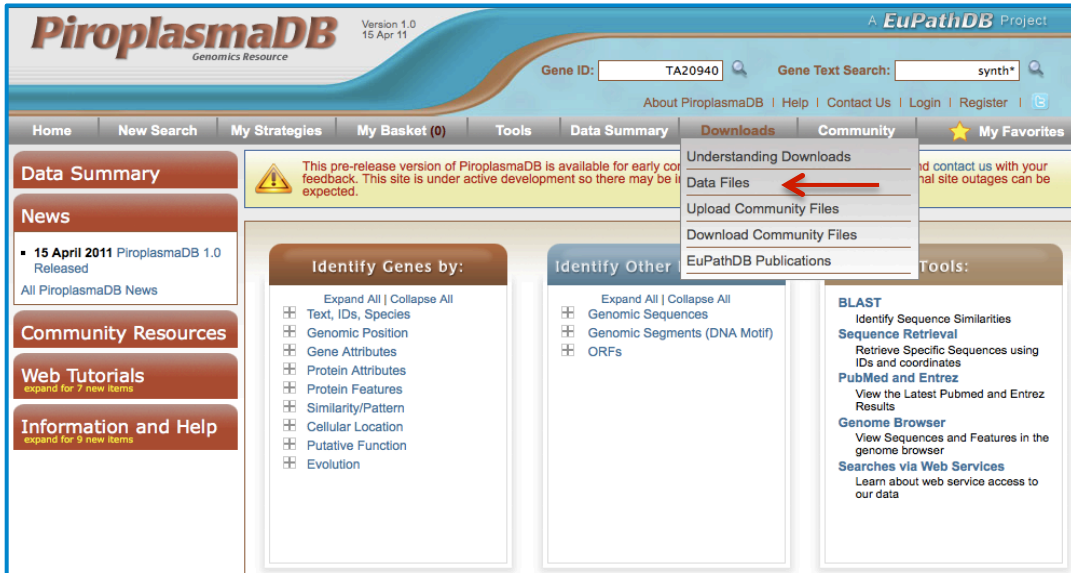 PiroplasmaDB
Genomics Resource
Version 1.0
15 Apr 11
A EuPathDB Project
Gene ID: TA20940
Gene Text Search: synth*
About PiroplasmaDB | Help | Contact Us | Login | Register |
Home New Search My Strategies My Basket (0) Tools Data Summary Downloads Community My Favorites
Understanding Downloads
Data Files
Upload Community Files
Download Community Files
EuPathDB Publications
Data Summary
News
15 April 2011 PiroplasmaDB 1.0
Released
All PiroplasmaDB News
Community Resources
Web Tutorials
expand for 7 new items
Information and Help
expand for 9 new items
This pre-release version of PiroplasmaDB is available for early contact us with your
feedback. This site is under active development so there may be site outages can be
expected.
Identify Genes by:
Expand All | Collapse All
Text, IDs, Species
Genomic Position
Gene Attributes
Protein Attributes
Protein Features
Similarity/Pattern
Cellular Location
Putative Function
Evolution
Identify Other
Expand All | Collapse All
Genomic Sequences
Genomic Segments (DNA Motif)
ORFs
Tools:
BLAST
Identify Sequence Similarities
Sequence Retrieval
Retrieve Specific Sequences using
IDs and coordinates
PubMed and Entrez
View the Latest Pubmed and Entrez
Results
Genome Browser
View Sequences and Features in the
genome browser
Searches via Web Services
Learn about web service access to
our data